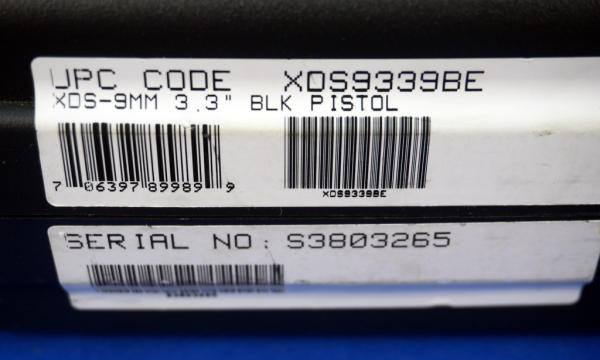 UPC CODE XDS9339BE
XDS-9MM 3.3" BLK PISTOL
7 06397 89989 9
XDS9339BE
SERIAL NO: S3803265